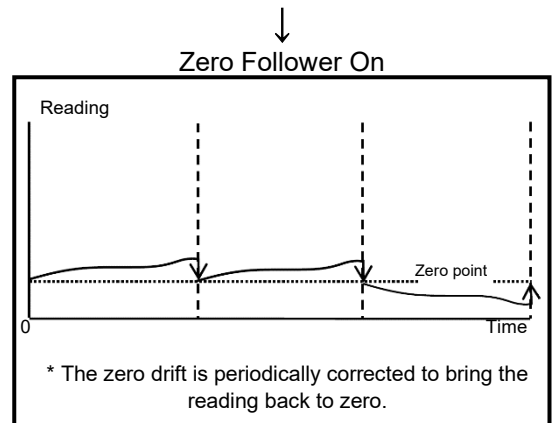 Zero Follower On
Reading
Zero point
0
Time
* The zero drift is periodically corrected to bring the
reading back to zero.